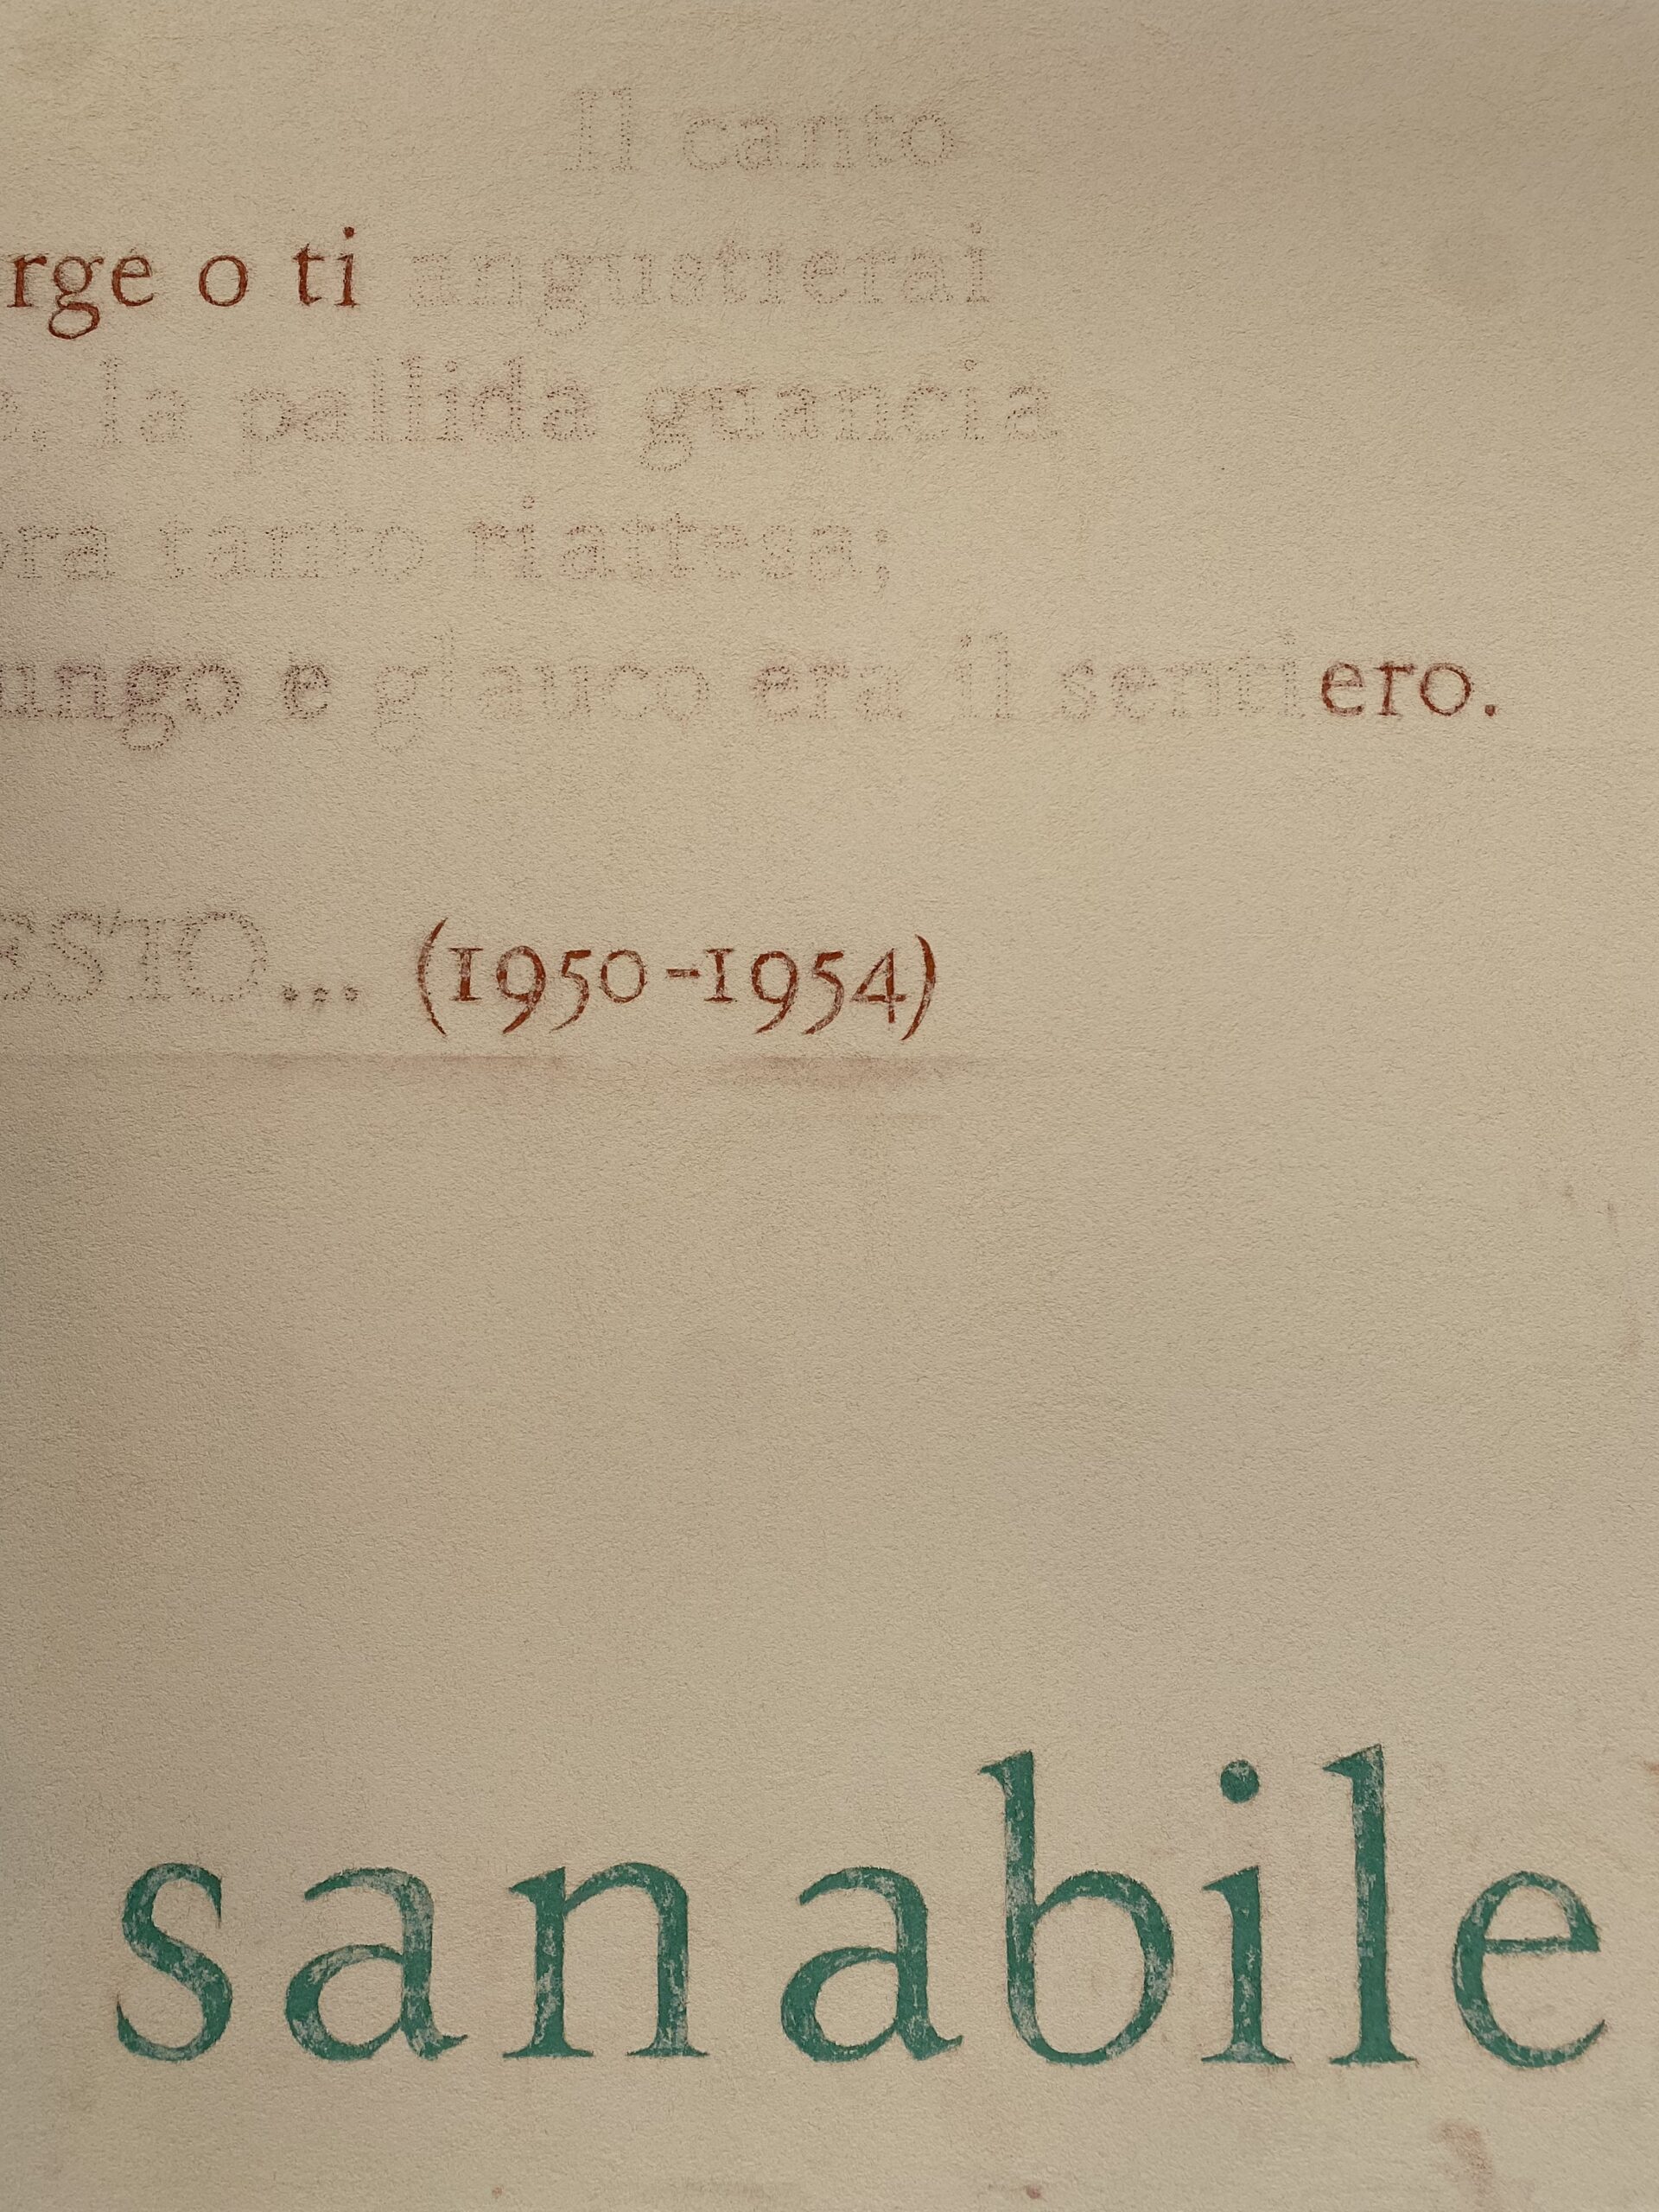 Il canto
rge o ti angustierai
e, la pallida guancia
ora tanto riattesa;
ungo e glauco era il sentiero.
ESTO... (1950-1954)
sanabile